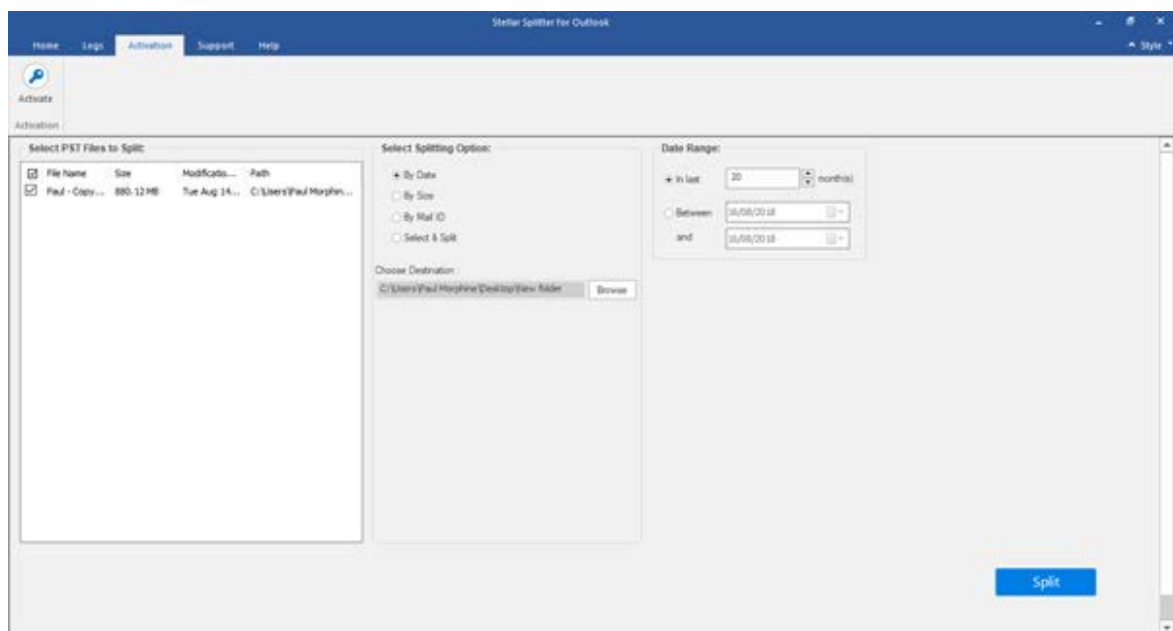 Stellar Splitter for Outlook
Home Logs Activation Support Help
Style
Activate
Activation
Select PST Files to Split:
File Name Size Modificatio... Path
Paul - Copy... 880.12 MB Tue Aug 14... C:\Users\Paul Morphin...
Select Splitting Option:
By Date
By Size
By Mail ID
Select & Split
Choose Destination :
C:\Users\Paul Morphine\Desktop\New folder Browse
Date Range:
In last 20 month(s)
Between 16/08/2018
and 16/08/2018
Split